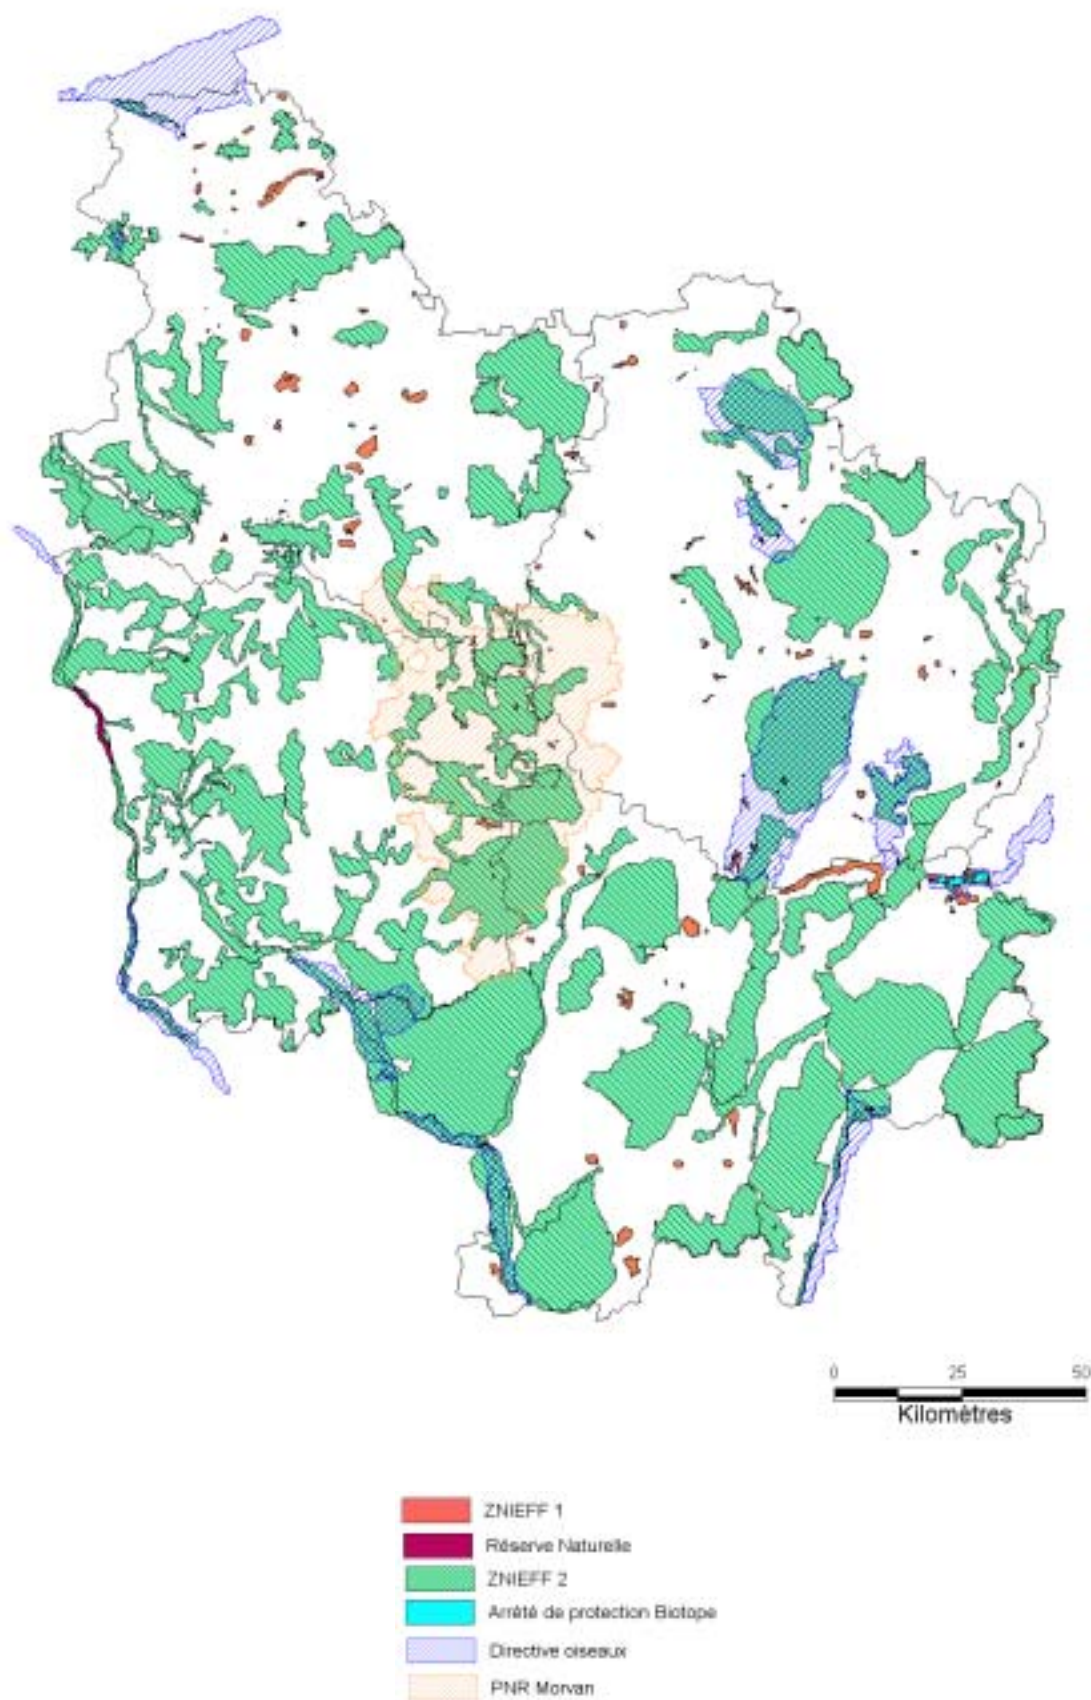 0 25 50
Kilomètres
ZNIEFF 1
Réserve Naturelle
ZNIEFF 2
Arrêté de protection Biotope
Directive oiseaux
PNR Morvan